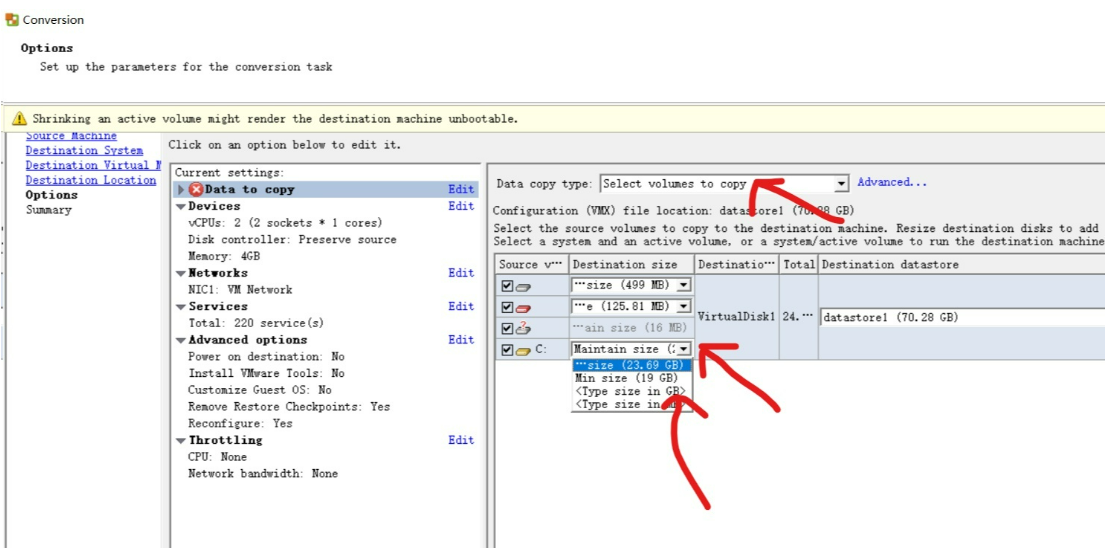 Conversion
Options
Set up the parameters for the conversion task
Shrinking an active volume might render the destination machine unbootable.
Source Machine
Destination System
Destination Virtual M
Destination Location
Options
Summary
Click on an option below to edit it.
Current settings:
Data to copy Edit
Devices Edit
vCPUs: 2 (2 sockets * 1 cores)
Disk controller: Preserve source
Memory: 4GB
Networks Edit
NIC1: VM Network
Services Edit
Total: 220 service(s)
Advanced options Edit
Power on destination: No
Install VMware Tools: No
Customize Guest OS: No
Remove Restore Checkpoints: Yes
Reconfigure: Yes
Throttling Edit
CPU: None
Network bandwidth: None
Data copy type: Select volumes to copy Advanced...
Configuration (VMX) file location: datastore1 (70.28 GB)
Select the source volumes to copy to the destination machine. Resize destination disks to add
Select a system and an active volume, or a system/active volume to run the destination machine
Source v… Destination size Destinatio… Total Destination datastore
…size (499 MB)
…e (125.81 MB)
VirtualDisk1 24.… datastore1 (70.28 GB)
…ain size (16 MB)
C: Maintain size (
…size (23.69 GB)
Min size (19 GB)
<Type size in GB>
<Type size in